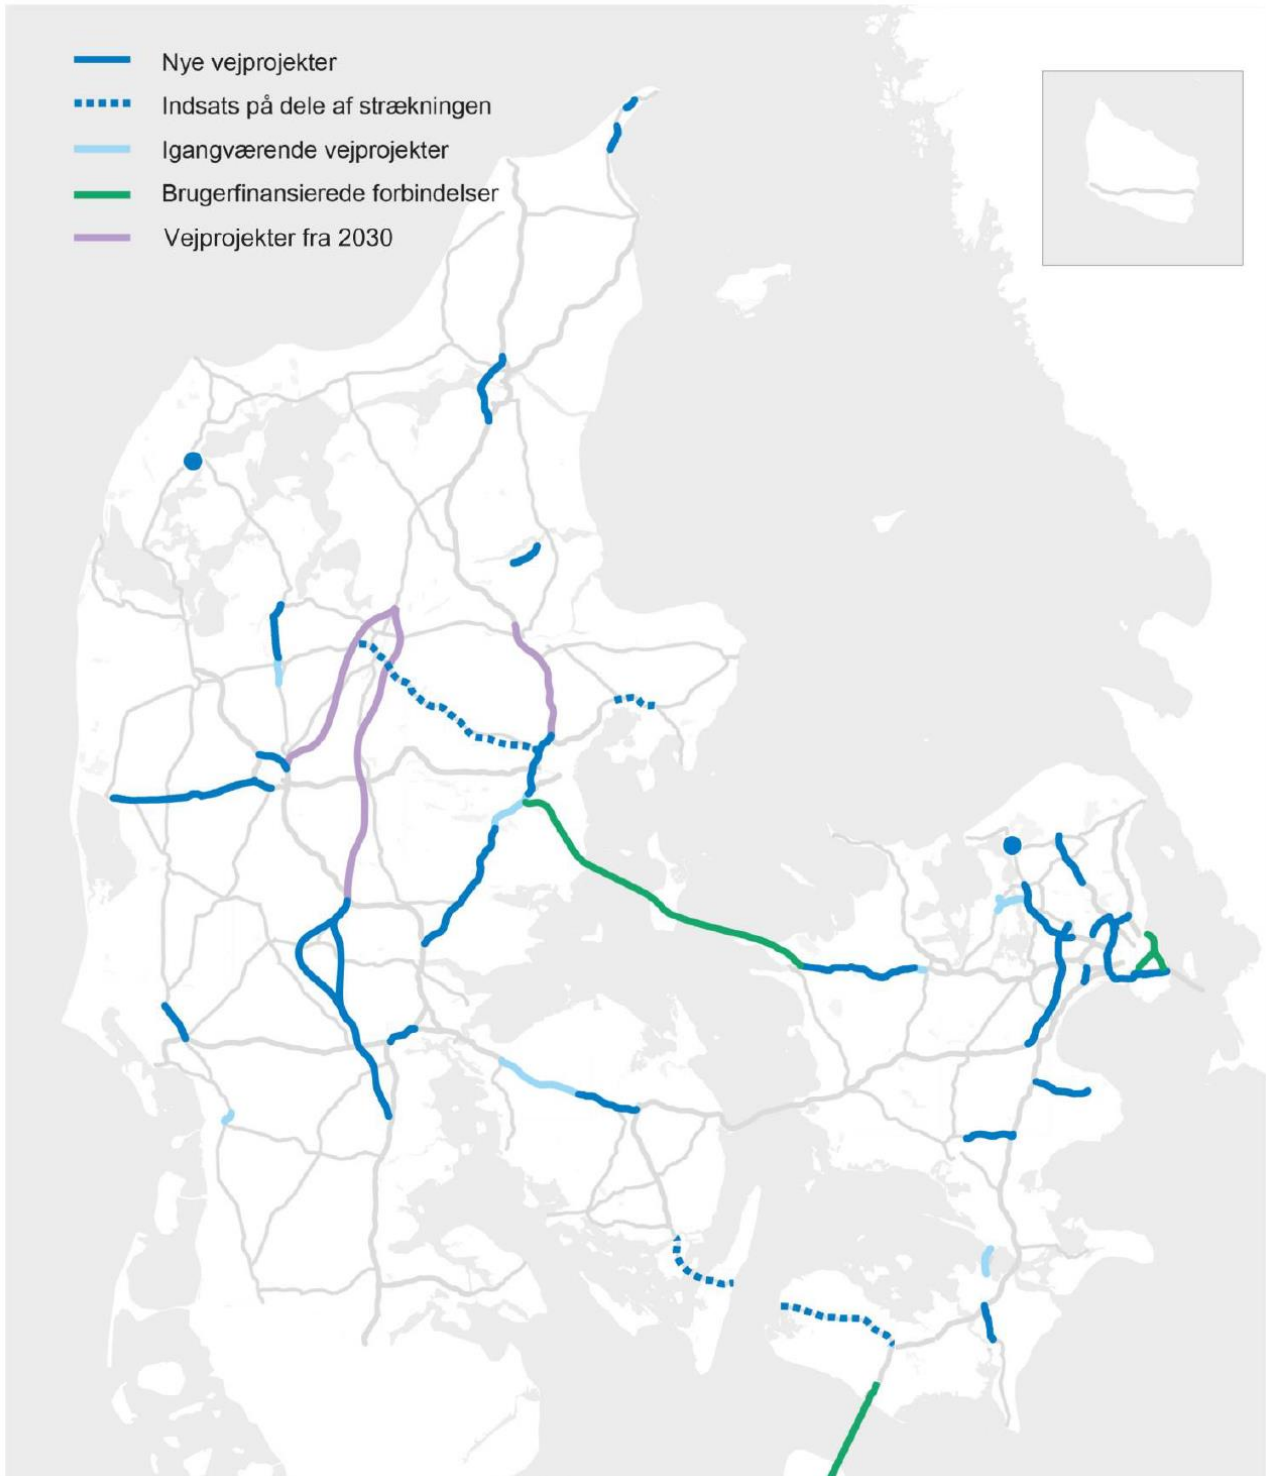 Nye vejprojekter
Indsats på dele af strækningen
Igangværende vejprojekter
Brugerfinansierede forbindelser
Vejprojekter fra 2030